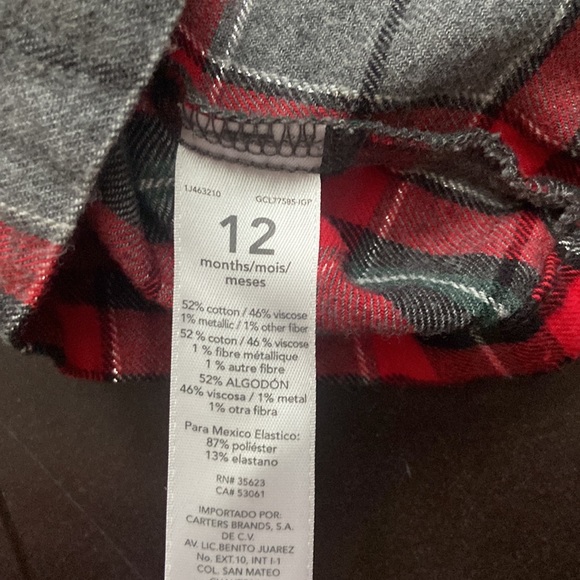 1J463210
GCL77585-IGP
12
months/mois/
meses
52% cotton / 46% viscose
1% metallic / 1% other fiber
52 % coton / 46 % viscose
1 % fibre métallique
1 % autre fibre
52% ALGODÓN
46% viscosa / 1% metal
1% otra fibra
Para Mexico Elastico:
87% poliéster
13% elastano
RN# 35623
CA# 53061
IMPORTADO POR:
CARTERS BRANDS, S.A.
DE C.V.
AV. LIC.BENITO JUAREZ
No. EXT.10, INT I-1
COL. SAN MATEO